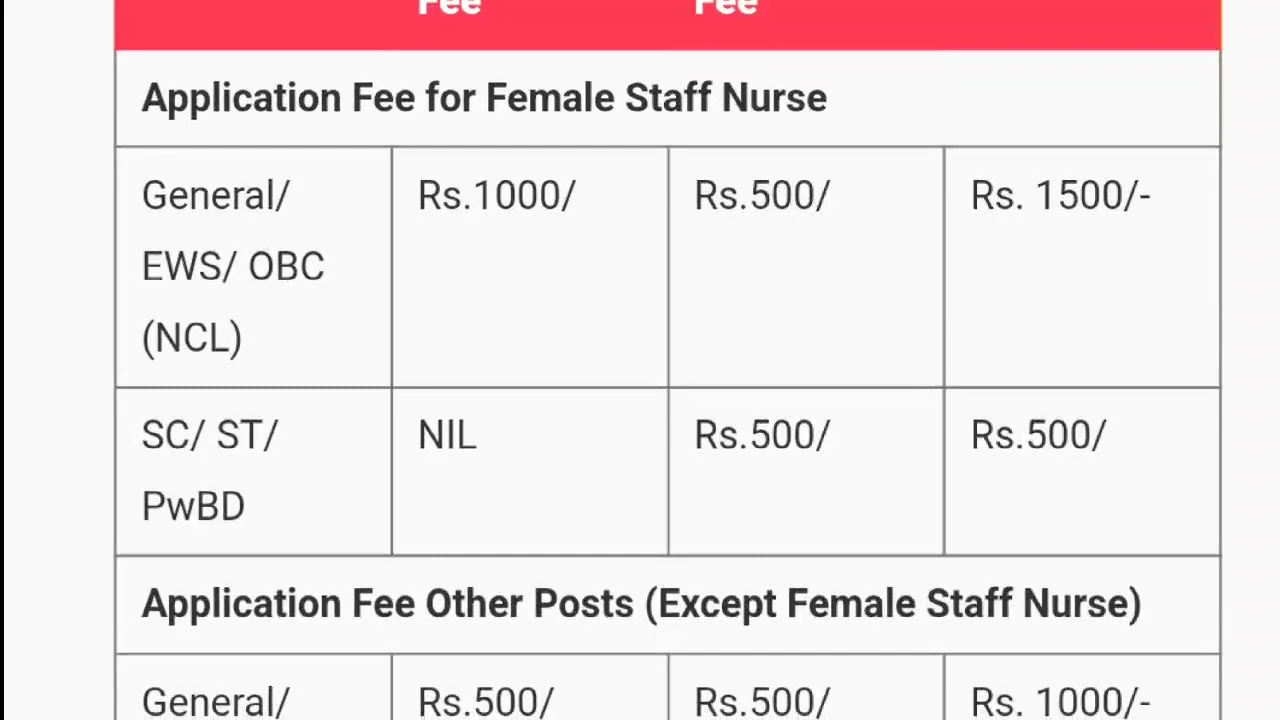 Fee Fee
Application Fee for Female Staff Nurse
General/ Rs.1000/ Rs.500/ Rs. 1500/-
EWS/ OBC
(NCL)
SC/ ST/ NIL Rs.500/ Rs.500/
PwBD
Application Fee Other Posts (Except Female Staff Nurse)
General/ Rs.500/ Rs.500/ Rs. 1000/-